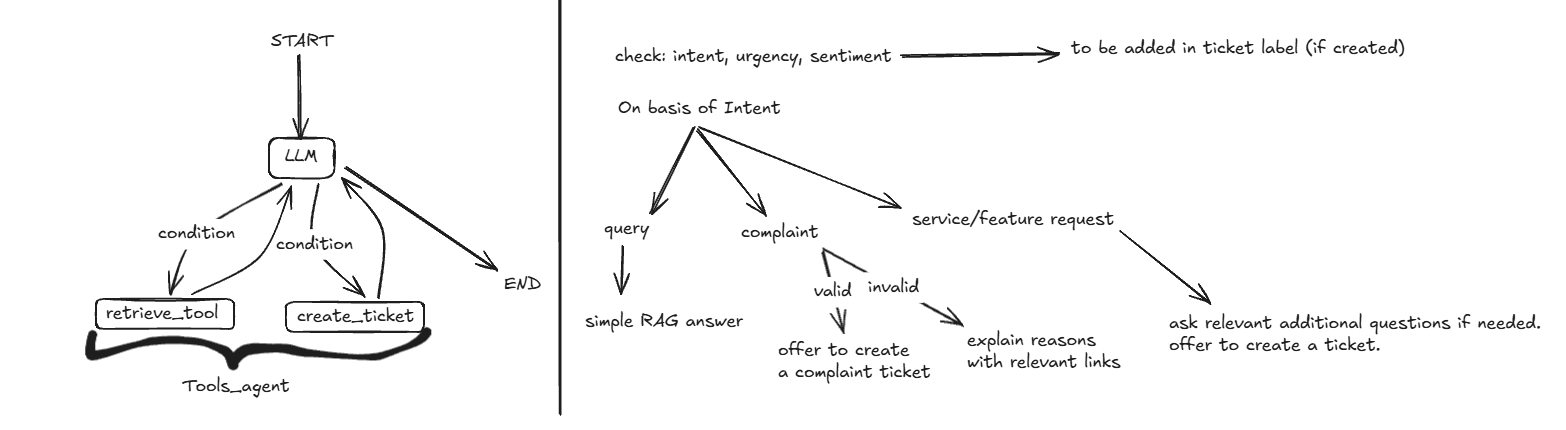 START
LLM
condition
condition
END
retrieve_tool
create_ticket
Tools_agent
check: intent, urgency, sentiment
to be added in ticket label (if created)
On basis of Intent
query
complaint
service/feature request
simple RAG answer
valid
invalid
offer to create
a complaint ticket
explain reasons
with relevant links
ask relevant additional questions if needed.
offer to create a ticket.